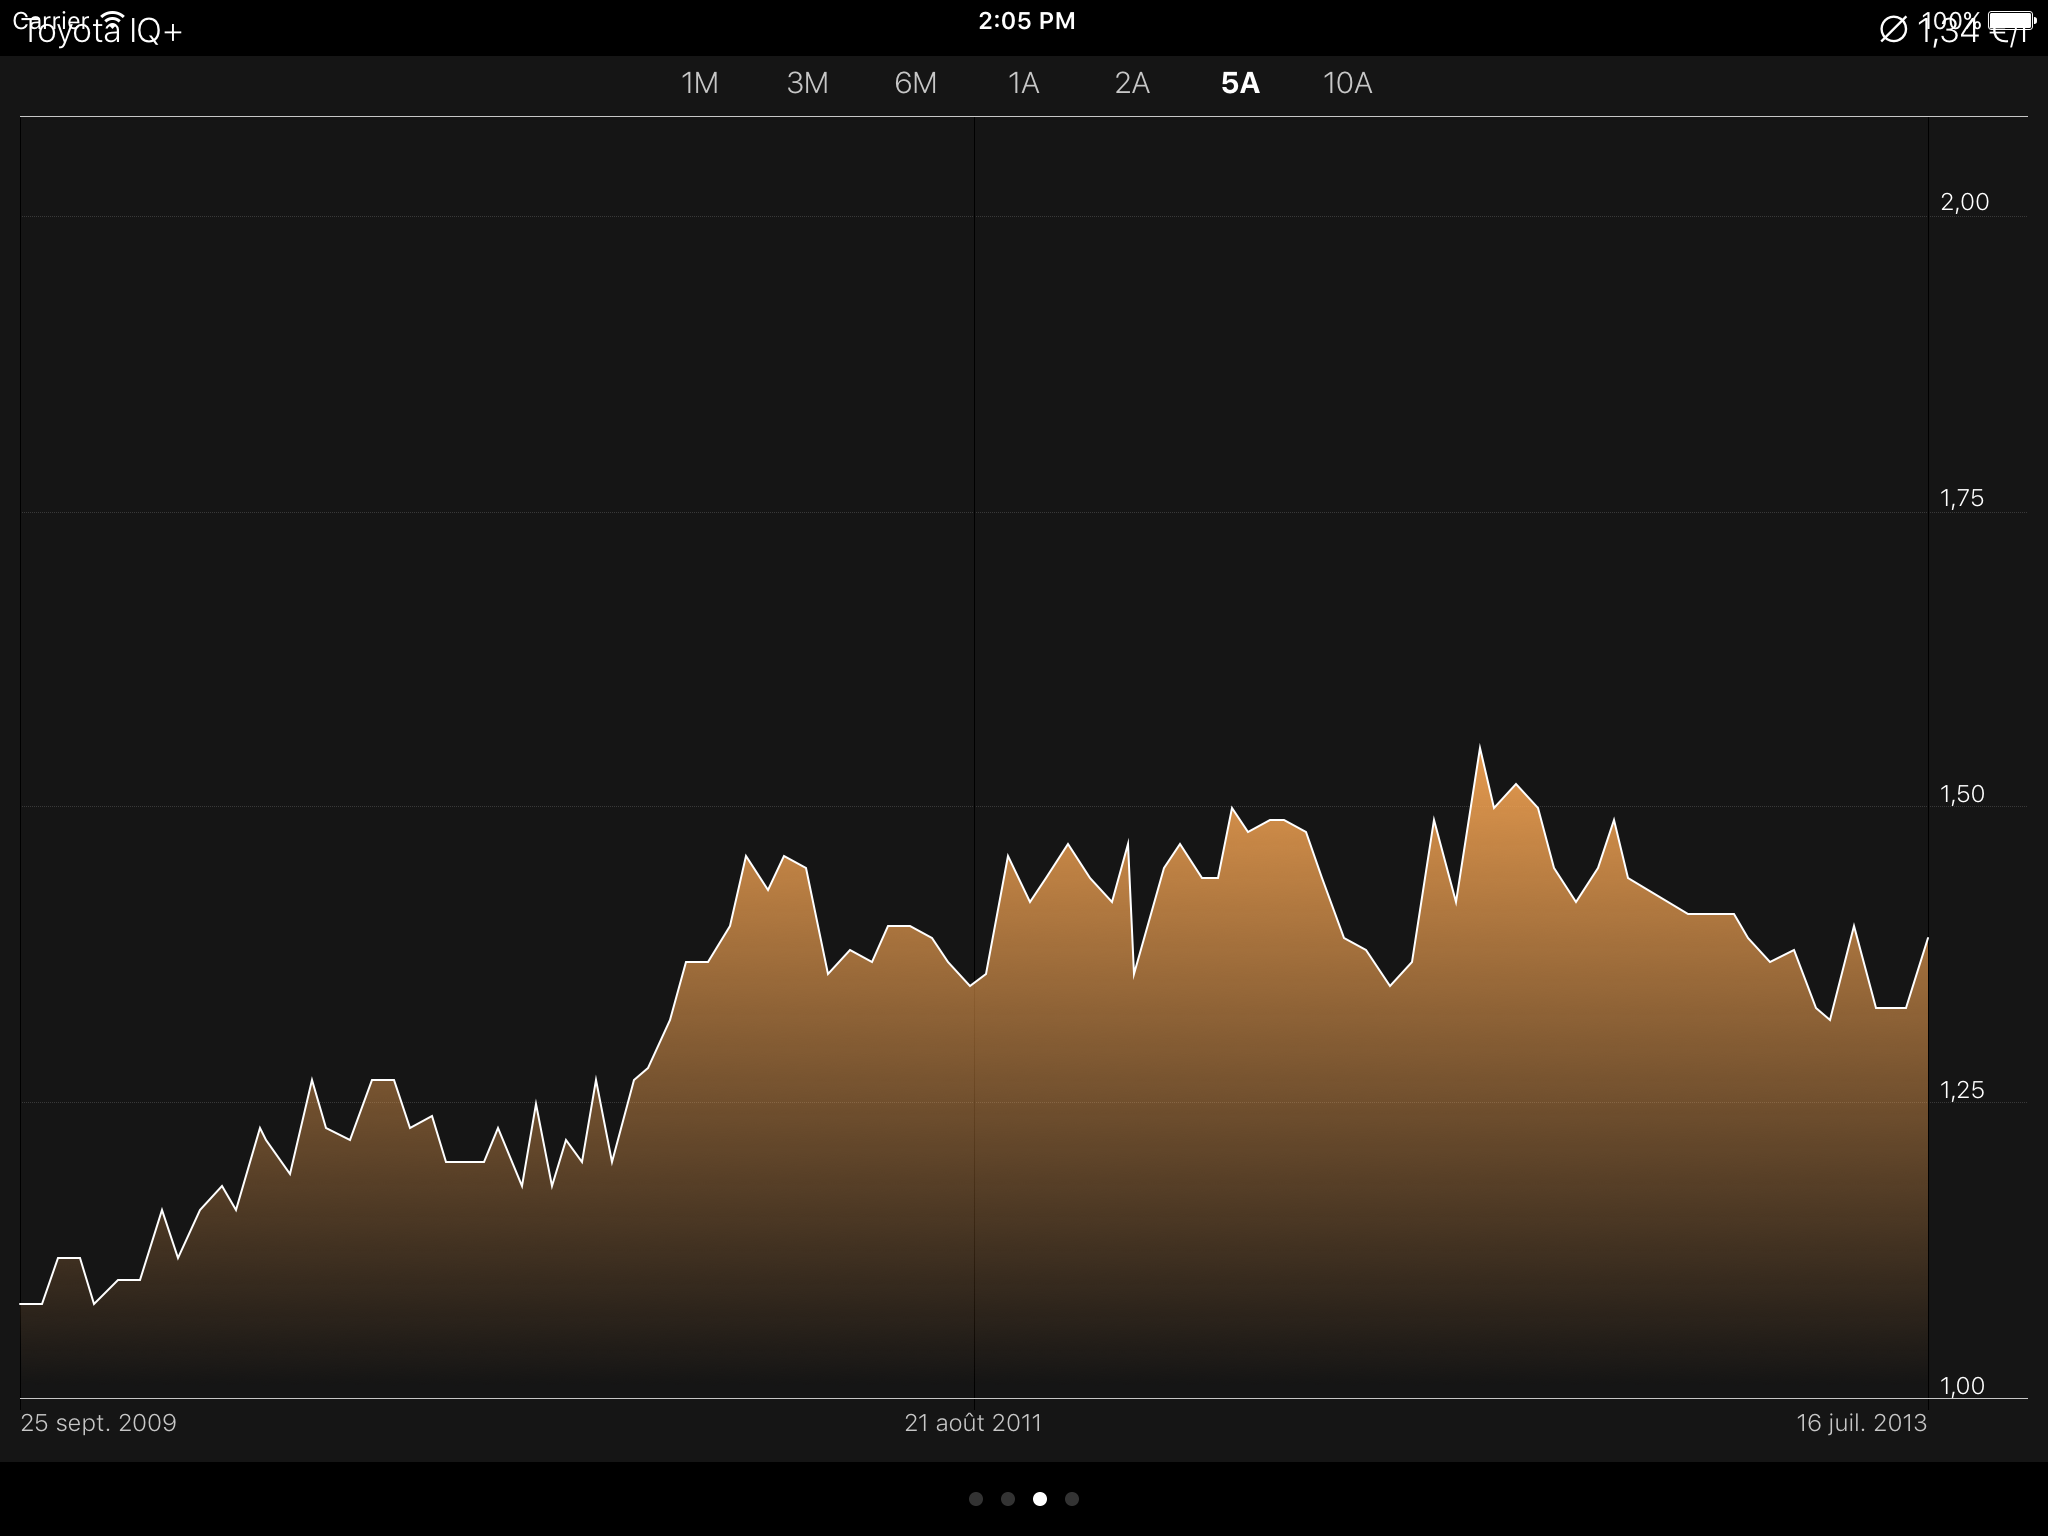 Carrier 2:05 PM 100%
Toyota IQ+ ∅ 1,34 €/l
1M 3M 6M 1A 2A 5A 10A
2,00
1,75
1,50
1,25
1,00
25 sept. 2009 21 août 2011 16 juil. 2013